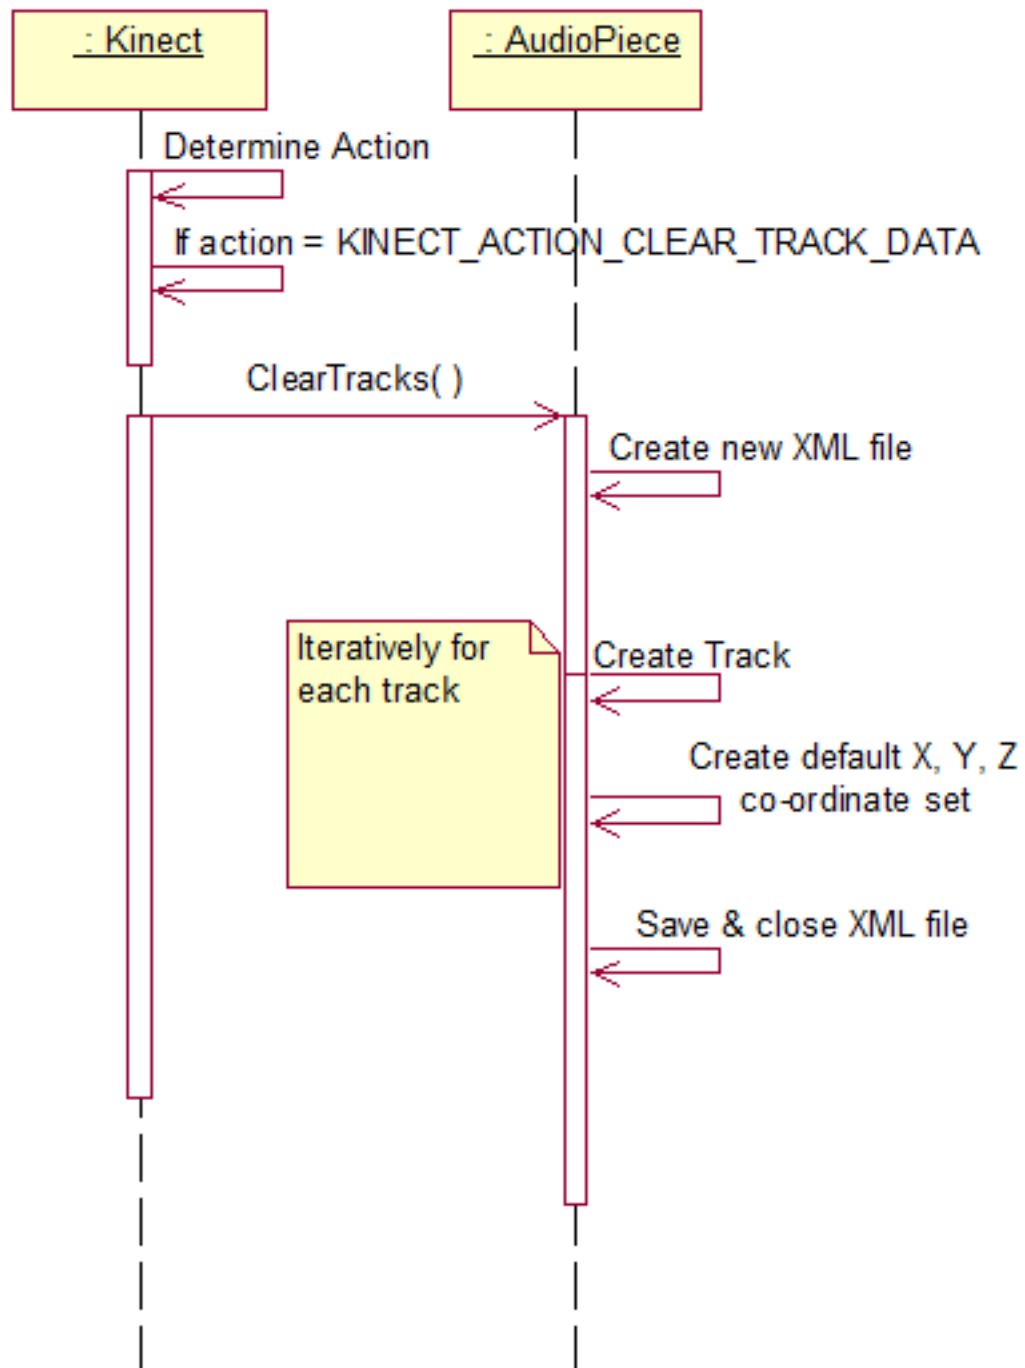 : Kinect
: AudioPiece
Determine Action
If action = KINECT_ACTION_CLEAR_TRACK_DATA
ClearTracks( )
Create new XML file
Iteratively for
each track
Create Track
Create default X, Y, Z
co-ordinate set
Save & close XML file